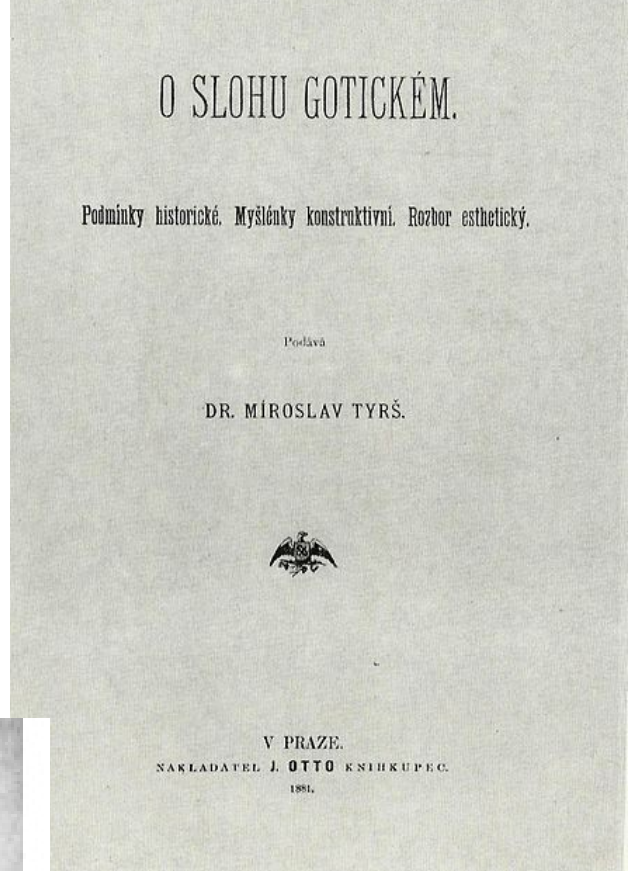 O SLOHU GOTICKÉM.
Podmínky historické. Myšlénky konstruktivní. Rozbor esthetický.
Podává
DR. MÍROSLAV TYRŠ.
V PRAZE.
NAKLADATEL J. OTTO KNIHKUPEC.
1881.